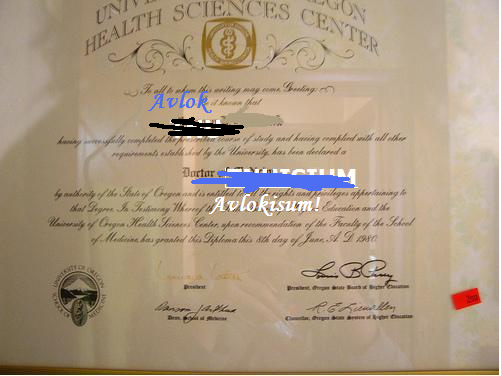 HEALTH SCIENCES CENTER
To all to whom this writing may come, Greeting:
Avlok
it known that
having successfully completed the prescribed course of study and having complied with all other
requirements established by the University, has been declared a
Doctor of
Avlokisum!
by authority of the State of Oregon and is entitled to all the rights and privileges appertaining to
that Degree. In Testimony Whereof the Education and the
University of Oregon Health Sciences Center, upon recommendation of the Faculty of the School
of Medicine, has granted this Diploma this 8th day of June, A. D. 1980.
President
President, Oregon State Board of Higher Education
UNIVERSITY OF OREGON
SCHOOL OF MEDICINE
Dean, School of Medicine
Chancellor, Oregon State System of Higher Education